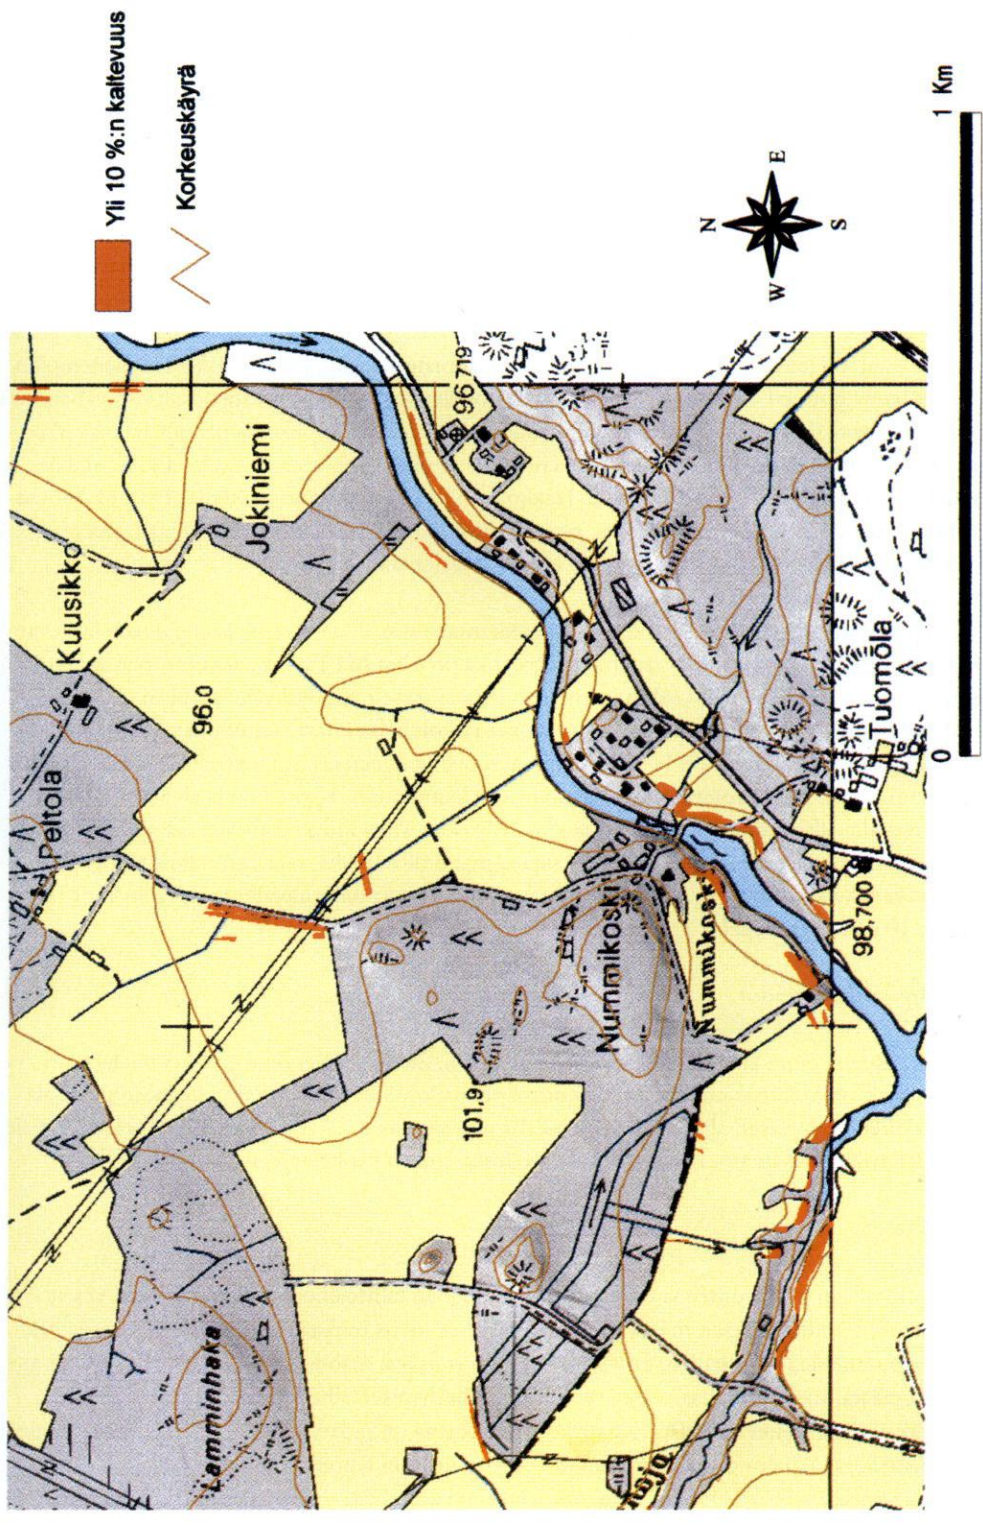 Yli 10 %:n kaltevuus
Korkeuskäyrä
N
W
E
S
0
1 Km
Peltola
Kuusikko
Jokiniemi
96,0
96,719
Lamminhaka
101,9
Nummikoski
Nummikosk
98,700
Tuomola